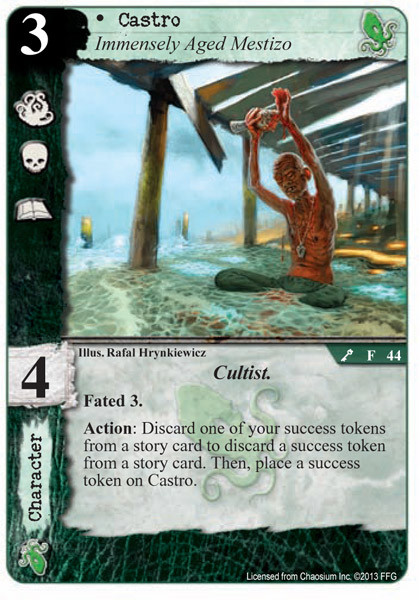 3
• Castro
Immensely Aged Mestizo
Illus. Rafal Hrynkiewicz
F 44
4
Cultist.
Fated 3.
Action: Discard one of your success tokens
from a story card to discard a success token
from a story card. Then, place a success
token on Castro.
Character
Licensed from Chaosium Inc. ©2013 FFG